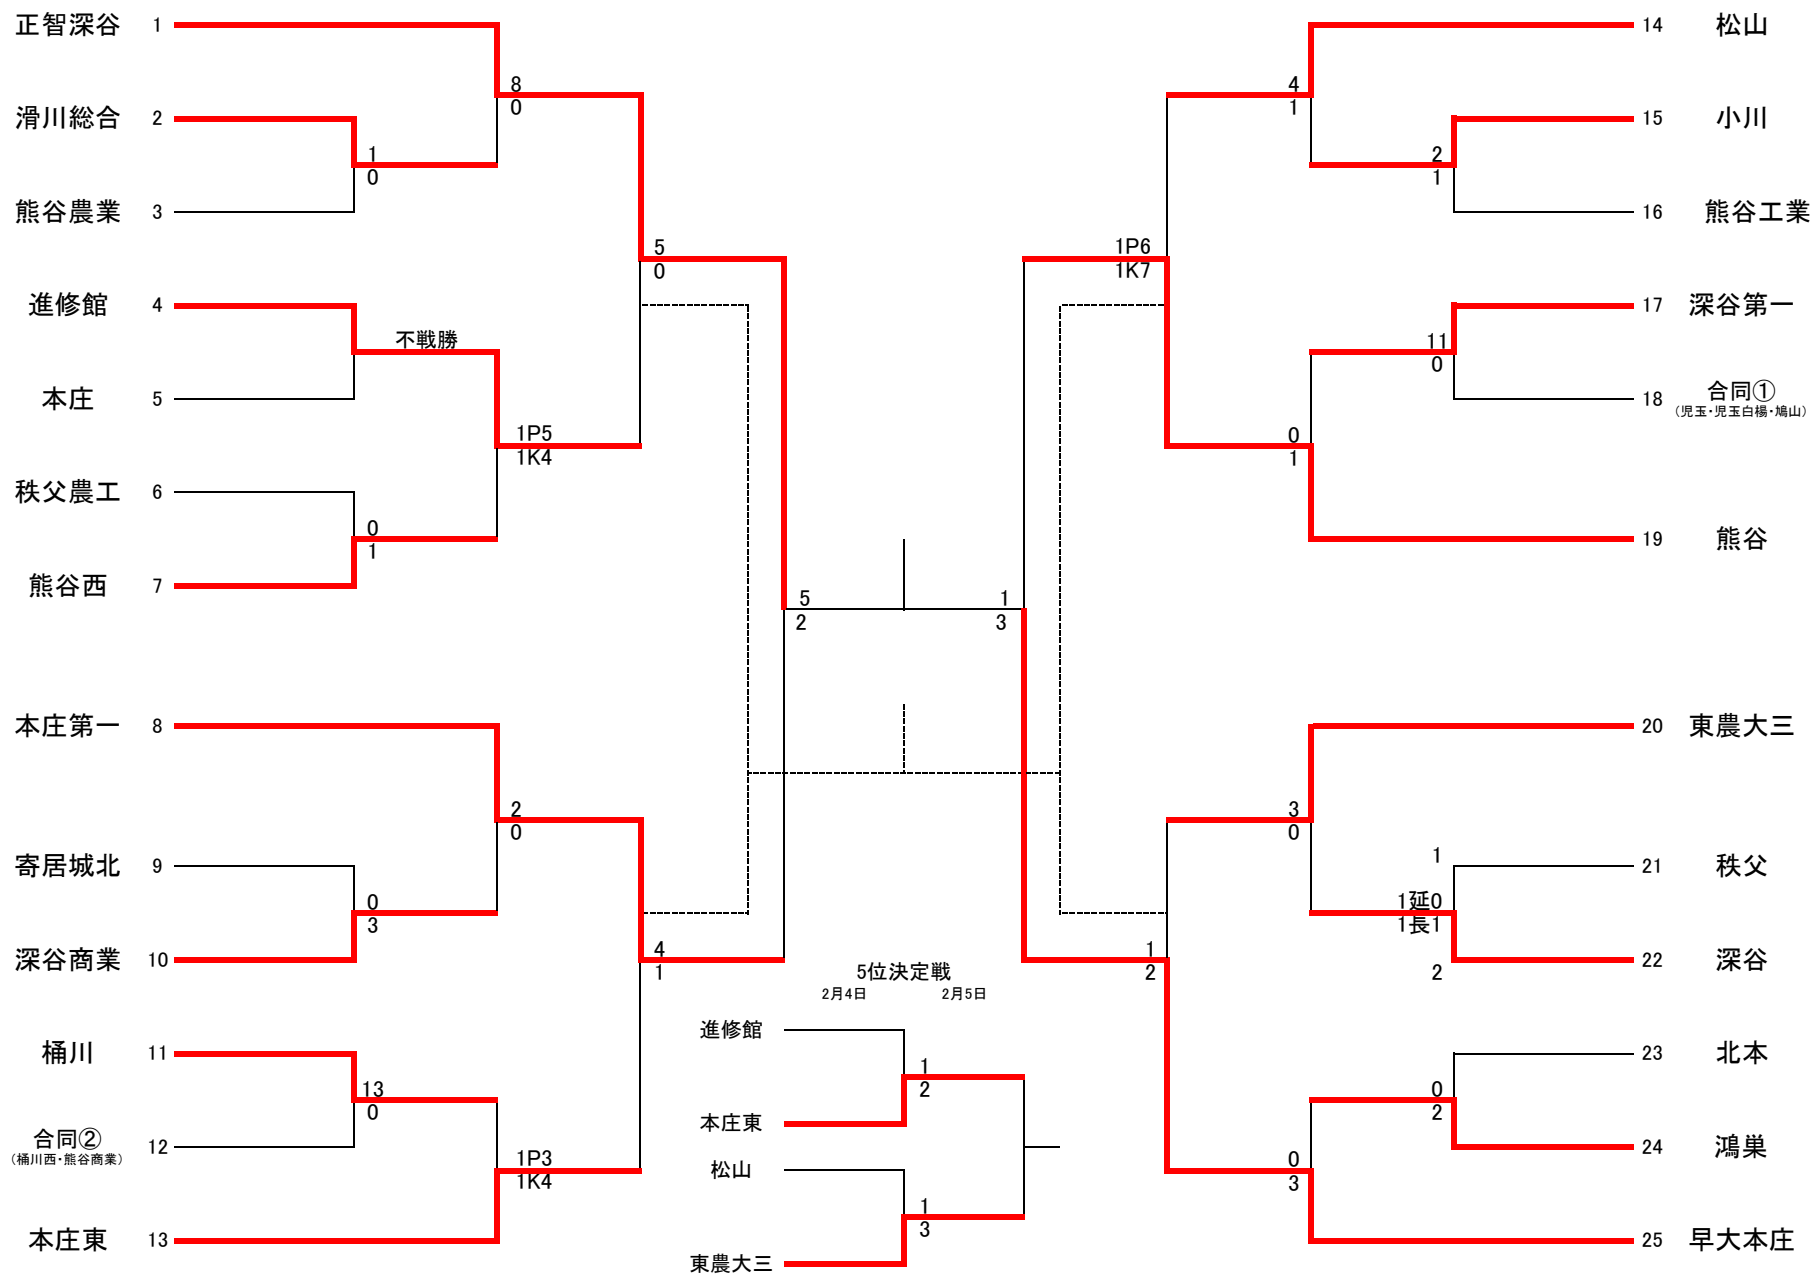 正智深谷 1
8
0
滑川総合 2
1
0
熊谷農業 3
5
0
進修館 4
不戦勝
本庄 5
1P5
1K4
秩父農工 6
0
1
熊谷西 7
5
2
本庄第一 8
2
0
寄居城北 9
0
3
深谷商業 10
4
1
桶川 11
13
0
合同② 12
(桶川西・熊谷商業)
1P3
1K4
本庄東 13
14 松山
4
1
15 小川
2
1
16 熊谷工業
1P6
1K7
17 深谷第一
11
0
18 合同①
(児玉・児玉白楊・鳩山)
0
1
19 熊谷
1
3
20 東農大三
3
0
1
21 秩父
1延0
1長1
22 深谷
2
1
2
23 北本
0
2
24 鴻巣
0
3
25 早大本庄
5位決定戦
2月4日 2月5日
進修館
1
2
本庄東
松山
1
3
東農大三